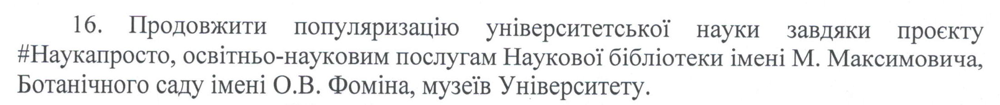 16. Продовжити популяризацію університетської науки завдяки проєкту
#Наукапросто, освітньо-науковим послугам Наукової бібліотеки імені М. Максимовича,
Ботанічного саду імені О.В. Фоміна, музеїв Університету.